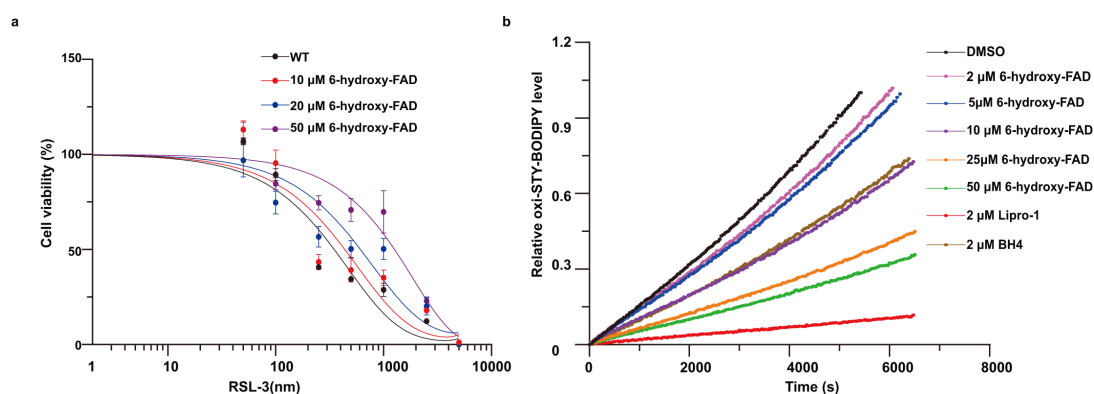 a
150
100
50
0
Cell viability (%)
1
10
100
1000
10000
RSL-3(nm)
WT
10 μM 6-hydroxy-FAD
20 μM 6-hydroxy-FAD
50 μM 6-hydroxy-FAD
b
1.2
0.9
0.6
0.3
0
Relative oxi-STY-BODIPY level
0
2000
4000
6000
8000
Time (s)
DMSO
2 μM 6-hydroxy-FAD
5μM 6-hydroxy-FAD
10 μM 6-hydroxy-FAD
25μM 6-hydroxy-FAD
50 μM 6-hydroxy-FAD
2 μM Lipro-1
2 μM BH4